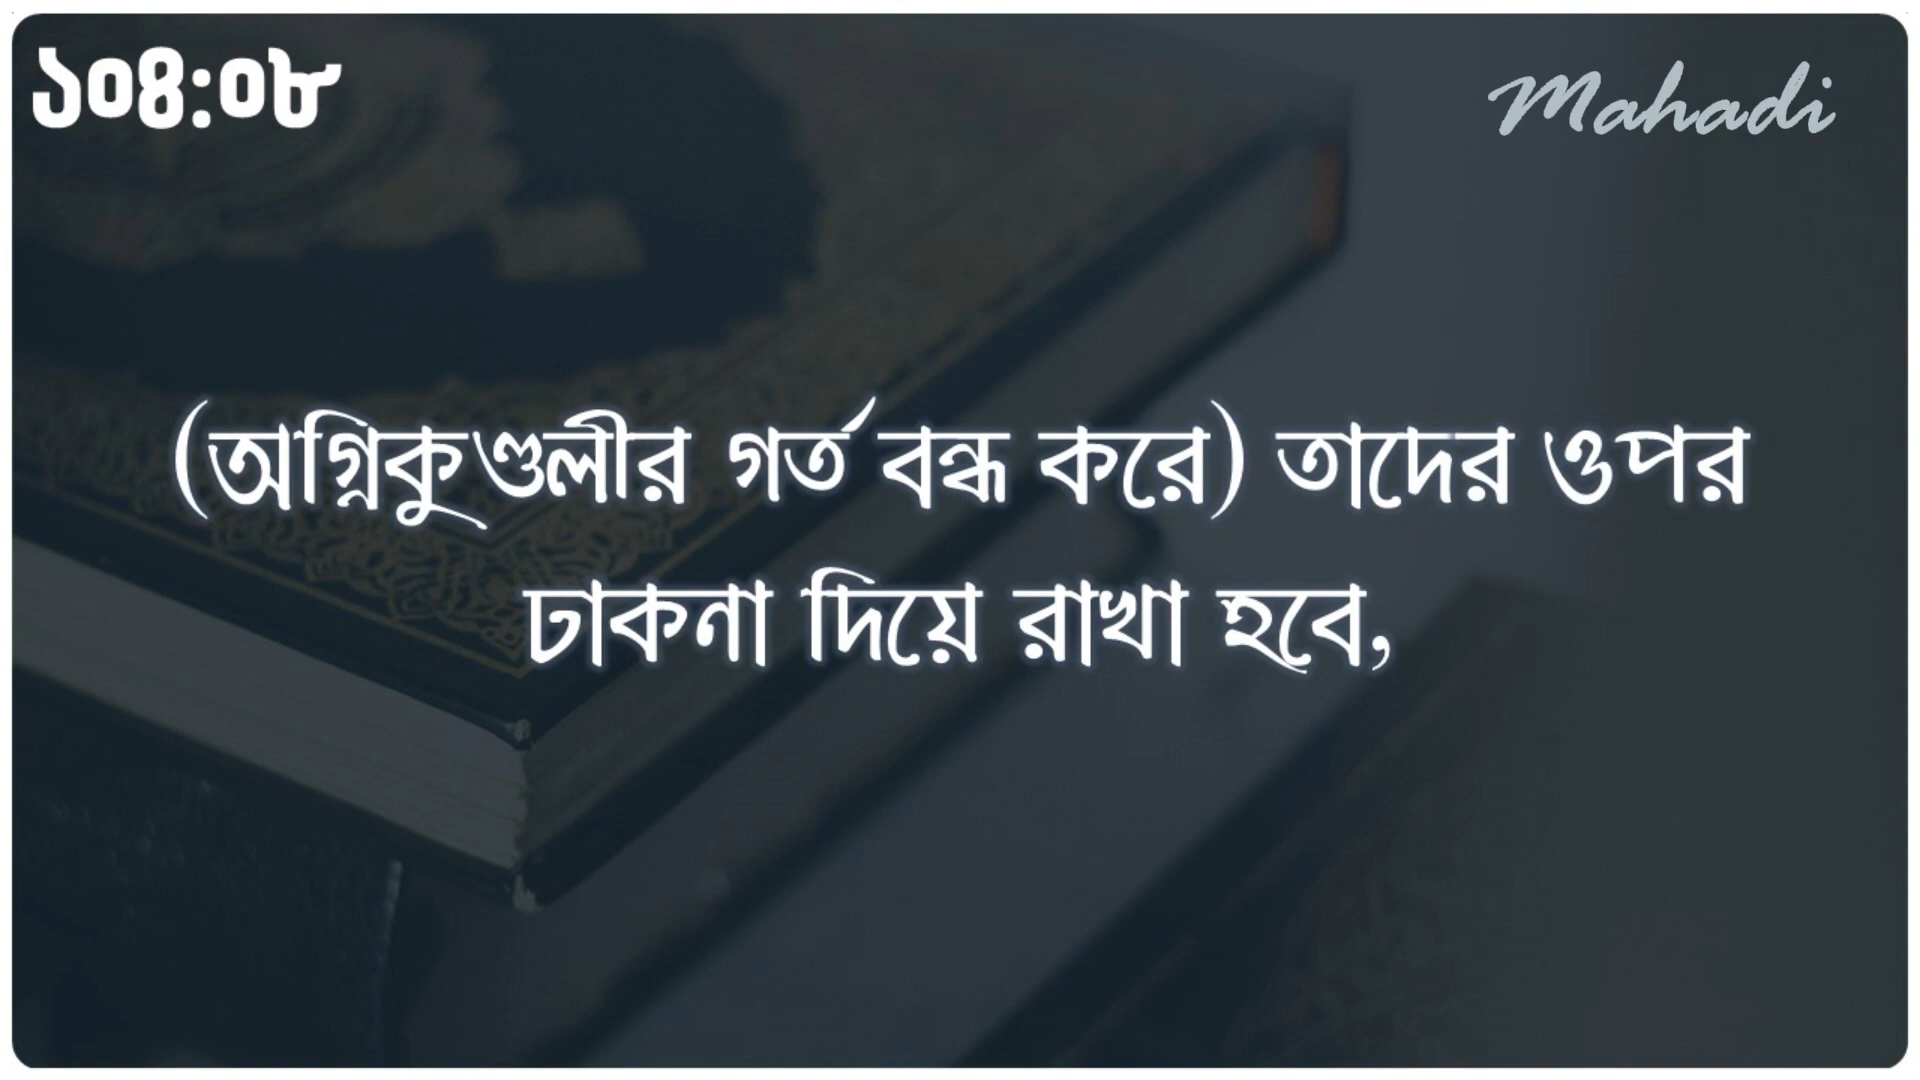 ১০৪:০৮
Mahadi
(অগ্নিকুণ্ডলীর গর্ত বন্ধ করে) তাদের ওপর
ঢাকনা দিয়ে রাখা হবে,